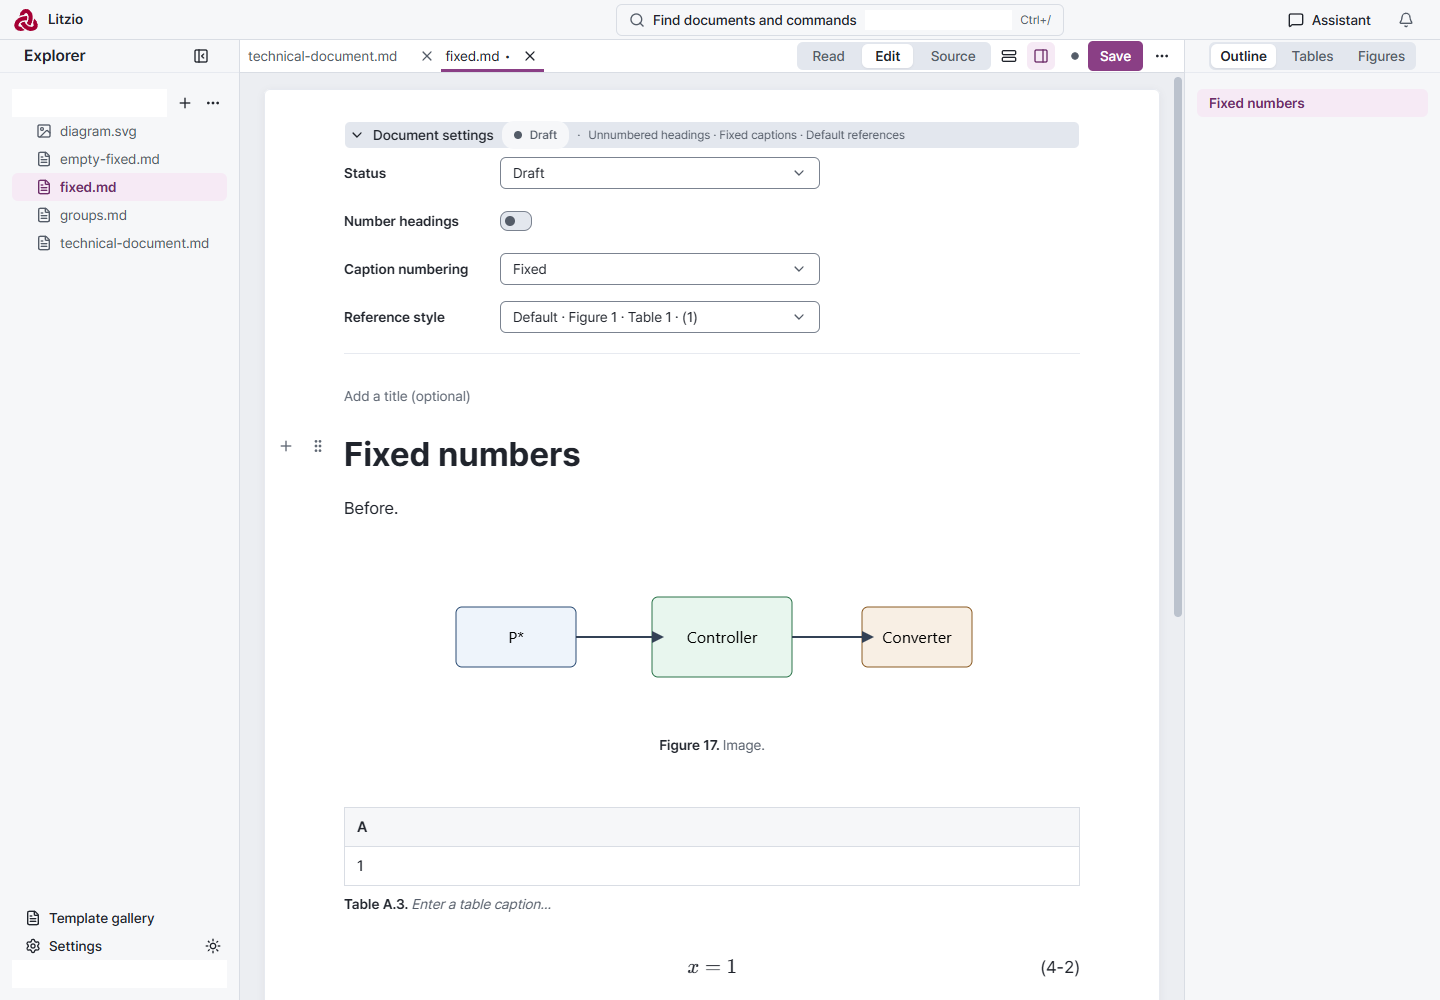 Litzio
Find documents and commands
Ctrl+/
Assistant
Explorer
technical-document.md
fixed.md •
Read
Edit
Source
Save
Outline
Tables
Figures
diagram.svg
empty-fixed.md
fixed.md
groups.md
technical-document.md
Template gallery
Settings
Document settings
Draft
· Unnumbered headings · Fixed captions · Default references
Status
Draft
Number headings
Caption numbering
Fixed
Reference style
Default · Figure 1 · Table 1 · (1)
Add a title (optional)
Fixed numbers
Before.
P*
Controller
Converter
Figure 17. Image.
A
1
Table A.3. Enter a table caption...
x = 1
(4-2)
Fixed numbers